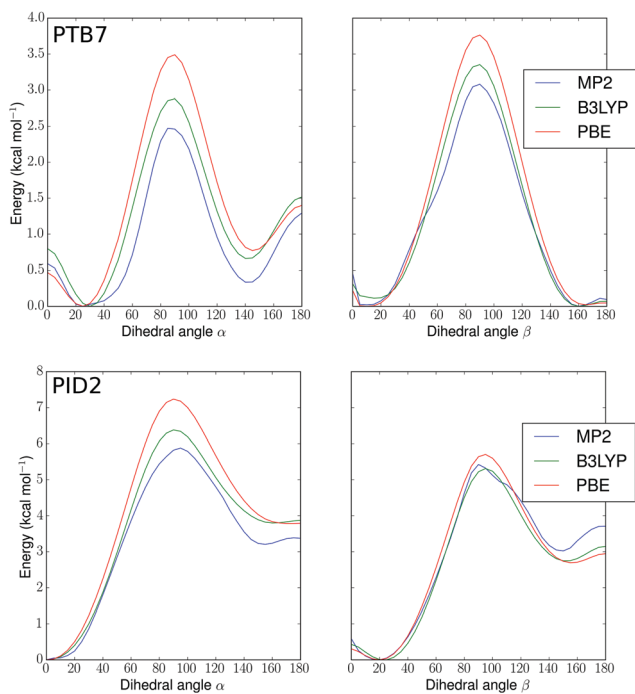 PTB7
Energy (kcal mol⁻¹)
4.0
3.5
3.0
2.5
2.0
1.5
1.0
0.5
0.0
0 20 40 60 80 100 120 140 160 180
Dihedral angle α
MP2
B3LYP
PBE
0 20 40 60 80 100 120 140 160 180
Dihedral angle β
PID2
Energy (kcal mol⁻¹)
8
7
6
5
4
3
2
1
0
0 20 40 60 80 100 120 140 160 180
Dihedral angle α
MP2
B3LYP
PBE
0 20 40 60 80 100 120 140 160 180
Dihedral angle β